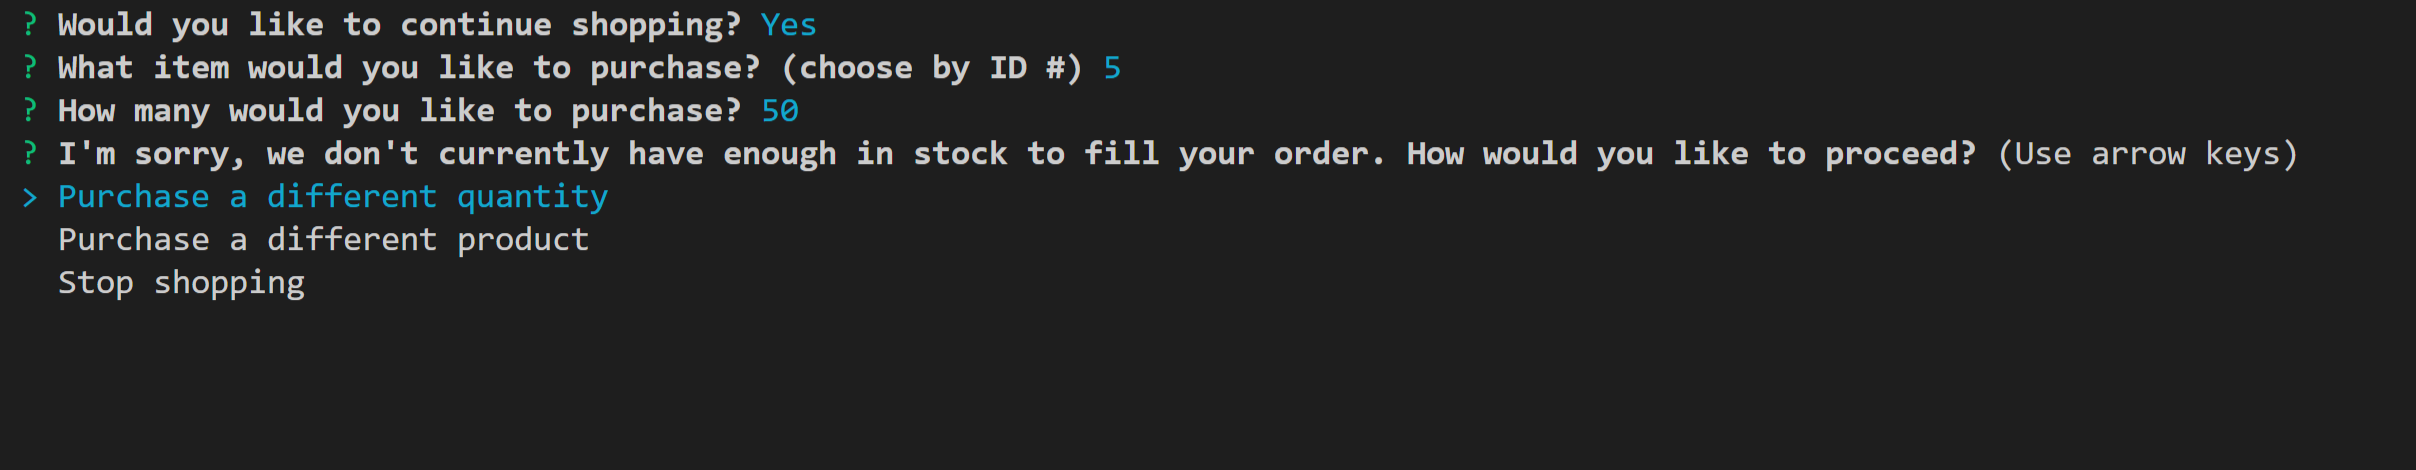 ? Would you like to continue shopping? Yes
? What item would you like to purchase? (choose by ID #) 5
? How many would you like to purchase? 50
? I'm sorry, we don't currently have enough in stock to fill your order. How would you like to proceed? (Use arrow keys)
> Purchase a different quantity
Purchase a different product
Stop shopping